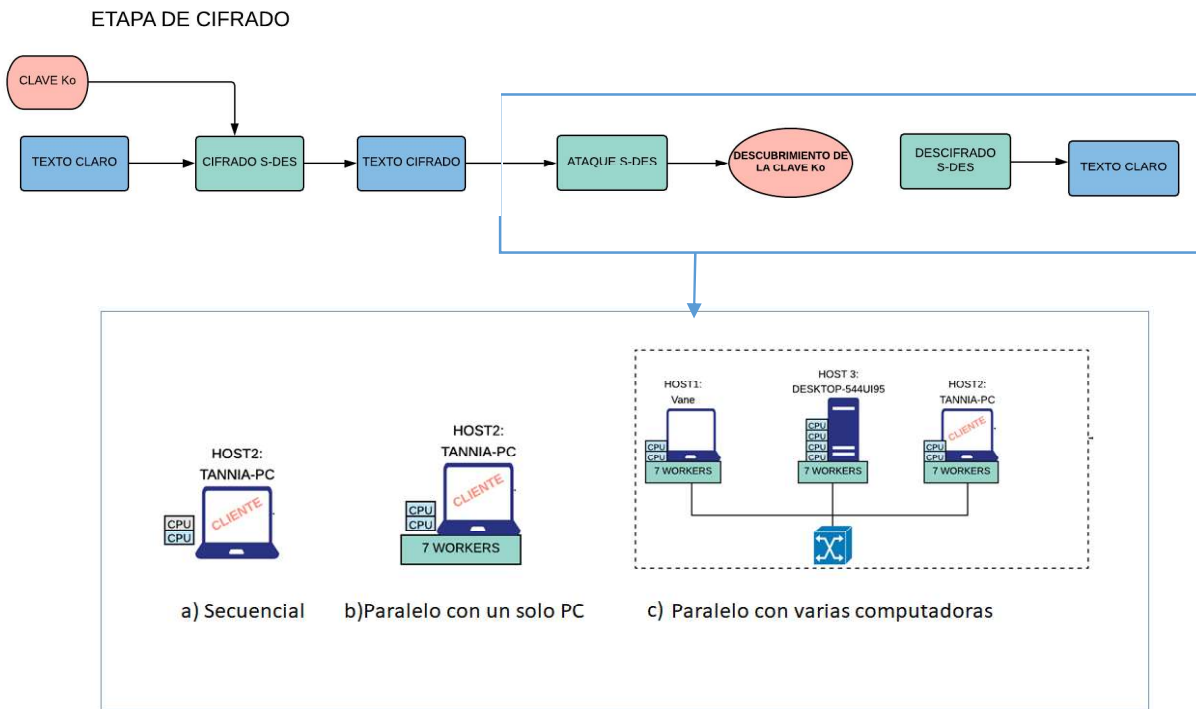 ETAPA DE CIFRADO
CLAVE Ko
TEXTO CLARO
CIFRADO S-DES
TEXTO CIFRADO
ATAQUE S-DES
DESCUBRIMIENTO DE
LA CLAVE Ko
DESCIFRADO
S-DES
TEXTO CLARO
HOST2:
TANNIA-PC
CLIENTE
CPU
CPU
a) Secuencial
HOST2:
TANNIA-PC
CLIENTE
CPU
CPU
7 WORKERS
b)Paralelo con un solo PC
HOST1:
Vane
CPU
CPU
7 WORKERS
HOST 3:
DESKTOP-544UI95
CPU
CPU
CPU
CPU
7 WORKERS
HOST2:
TANNIA-PC
CLIENTE
CPU
CPU
7 WORKERS
c) Paralelo con varias computadoras